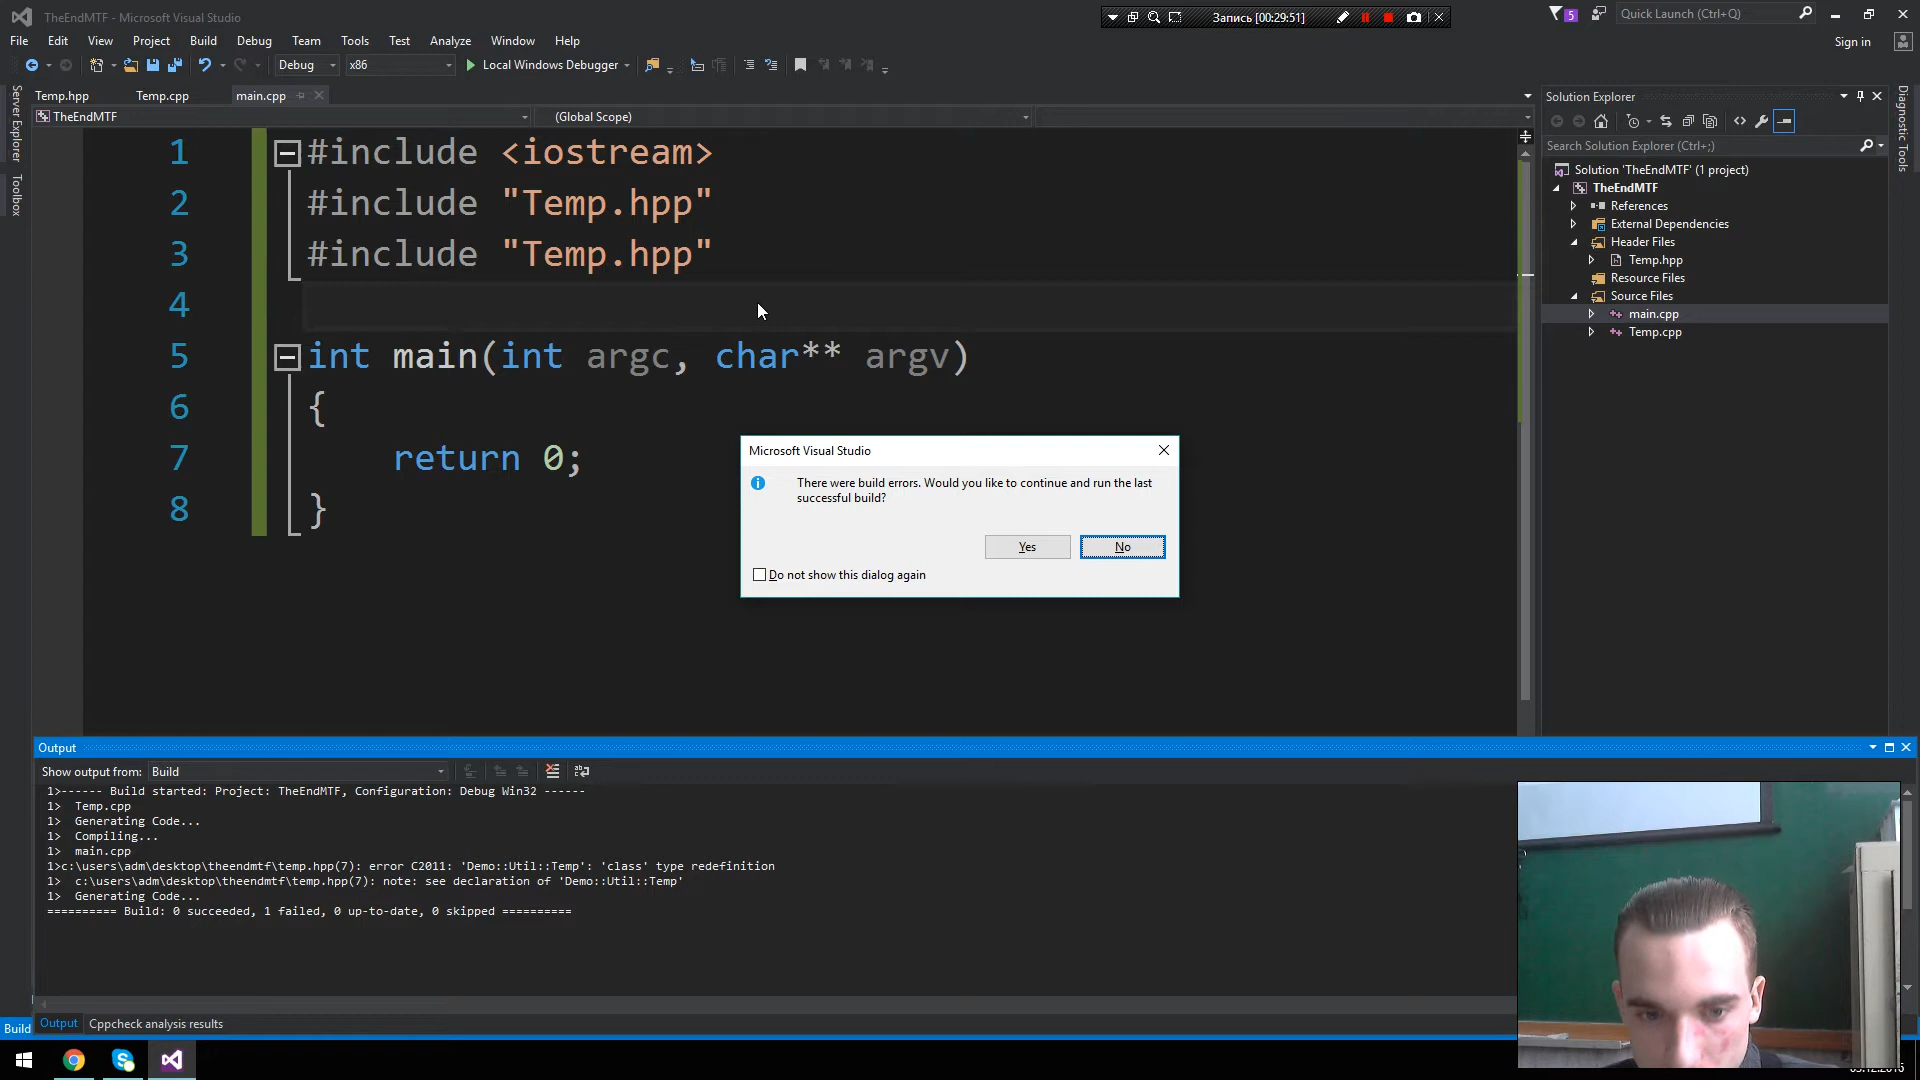 TheEndMTF - Microsoft Visual Studio
Запись [00:29:51]
5
Quick Launch (Ctrl+Q)
File Edit View Project Build Debug Team Tools Test Analyze Window Help
Sign in
Debug x86 Local Windows Debugger
Server Explorer
Toolbox
Temp.hpp Temp.cpp main.cpp
TheEndMTF (Global Scope)
1 #include <iostream>
2 #include "Temp.hpp"
3 #include "Temp.hpp"
4
5 int main(int argc, char** argv)
6 {
7 return 0;
8 }
Microsoft Visual Studio
There were build errors. Would you like to continue and run the last
successful build?
Yes No
Do not show this dialog again
Solution Explorer
Search Solution Explorer (Ctrl+;)
Solution 'TheEndMTF' (1 project)
TheEndMTF
References
External Dependencies
Header Files
Temp.hpp
Resource Files
Source Files
main.cpp
Temp.cpp
Diagnostic Tools
Output
Show output from: Build
1>------ Build started: Project: TheEndMTF, Configuration: Debug Win32 ------
1> Temp.cpp
1> Generating Code...
1> Compiling...
1> main.cpp
1>c:\users\adm\desktop\theendmtf\temp.hpp(7): error C2011: 'Demo::Util::Temp': 'class' type redefinition
1> c:\users\adm\desktop\theendmtf\temp.hpp(7): note: see declaration of 'Demo::Util::Temp'
1> Generating Code...
========== Build: 0 succeeded, 1 failed, 0 up-to-date, 0 skipped ==========
Output Cppcheck analysis results
Build